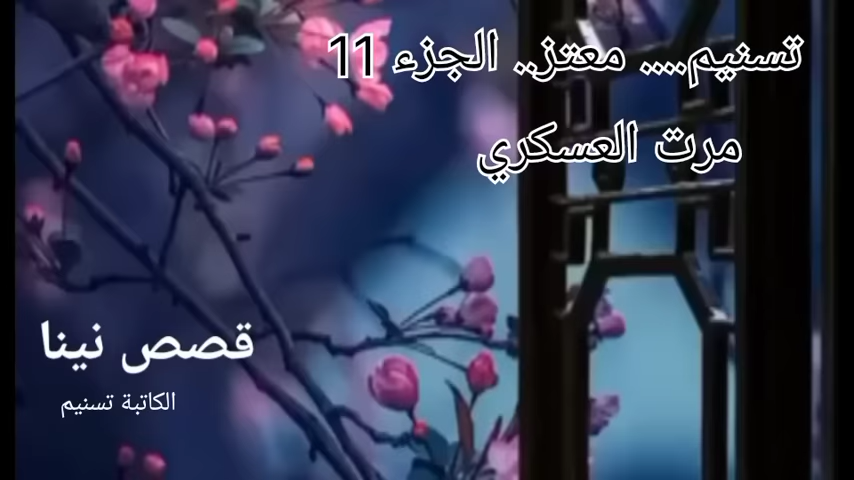 تسنيم.... معتز.. الجزء 11
مرت العسكري
قصص نينا
الكاتبة تسنيم